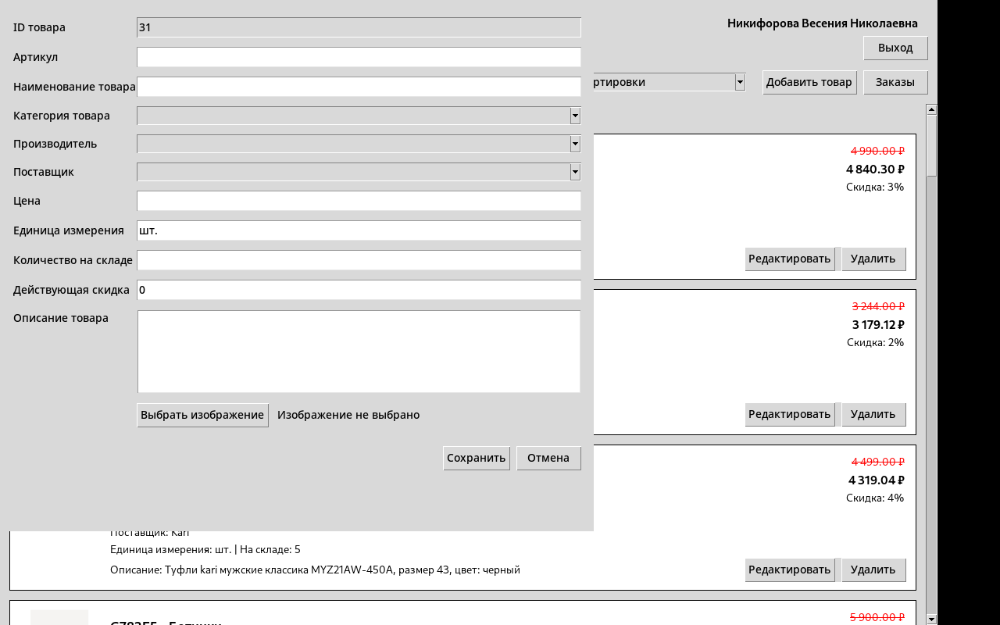 ID товара 31
Никифорова Весения Николаевна
Выход
Артикул
ртировки
Добавить товар
Заказы
Наименование товара
Категория товара
Производитель
Поставщик
Цена
Единица измерения шт.
Количество на складе
Действующая скидка 0
Описание товара
Выбрать изображение Изображение не выбрано
Сохранить Отмена
4 990.00 ₽
4 840.30 ₽
Скидка: 3%
Редактировать Удалить
3 244.00 ₽
3 179.12 ₽
Скидка: 2%
Редактировать Удалить
4 499.00 ₽
4 319.04 ₽
Скидка: 4%
Поставщик: Kari
Единица измерения: шт. | На складе: 5
Описание: Туфли kari мужские классика MYZ21AW-450A, размер 43, цвет: черный
Редактировать Удалить
5 900.00 ₽